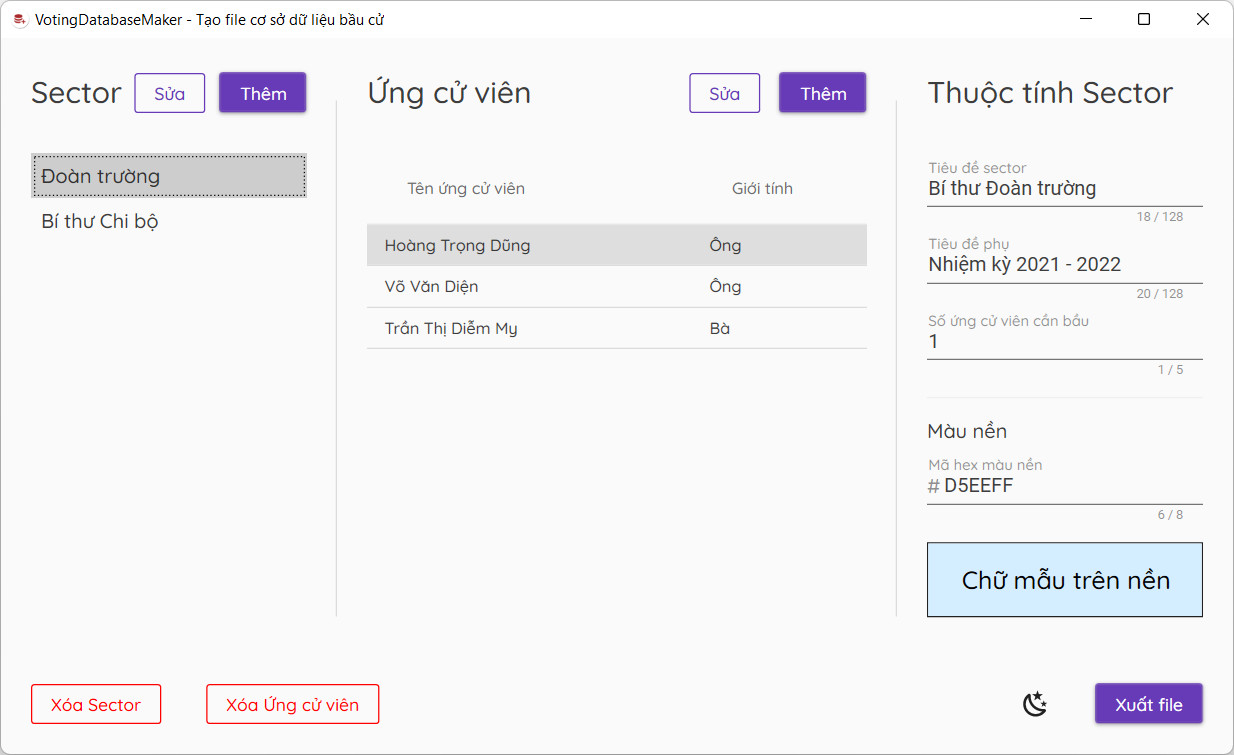 VotingDatabaseMaker - Tạo file cơ sở dữ liệu bầu cử
Sector
Sửa
Thêm
Đoàn trường
Bí thư Chi bộ
Ứng cử viên
Sửa
Thêm
Tên ứng cử viên Giới tính
Hoàng Trọng Dũng Ông
Võ Văn Diện Ông
Trần Thị Diễm My Bà
Thuộc tính Sector
Tiêu đề sector
Bí thư Đoàn trường
18 / 128
Tiêu đề phụ
Nhiệm kỳ 2021 - 2022
20 / 128
Số ứng cử viên cần bầu
1
1 / 5
Màu nền
Mã hex màu nền
# D5EEFF
6 / 8
Chữ mẫu trên nền
Xóa Sector
Xóa Ứng cử viên
Xuất file